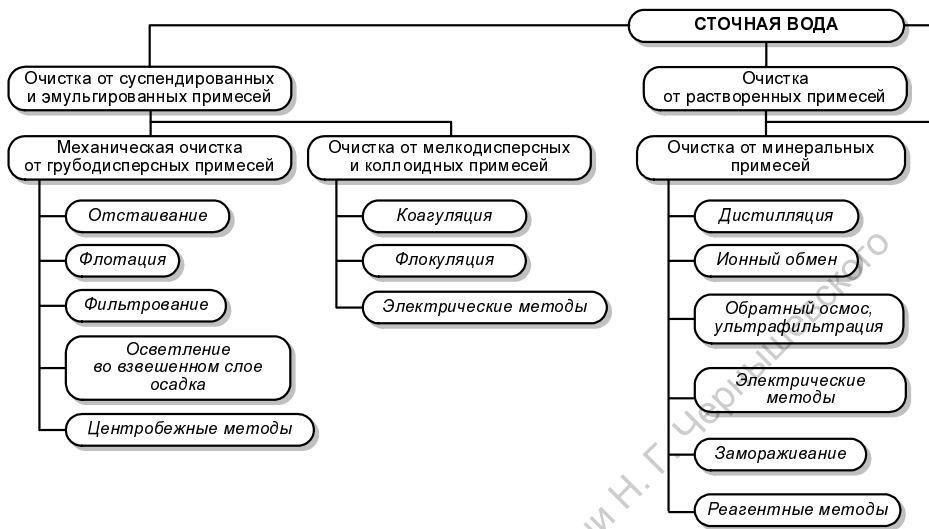 СТОЧНАЯ ВОДА
Очистка от суспендированных
и эмульгированных примесей
Очистка
от растворенных примесей
Механическая очистка
от грубодисперсных примесей
Очистка от мелкодисперсных
и коллоидных примесей
Очистка от минеральных
примесей
Отстаивание
Флотация
Фильтрование
Осветление
во взвешенном слое
осадка
Центробежные методы
Коагуляция
Флокуляция
Электрические методы
Дистилляция
Ионный обмен
Обратный осмос,
ультрафильтрация
Электрические
методы
Замораживание
Реагентные методы
и Н. Г. Чернышевского